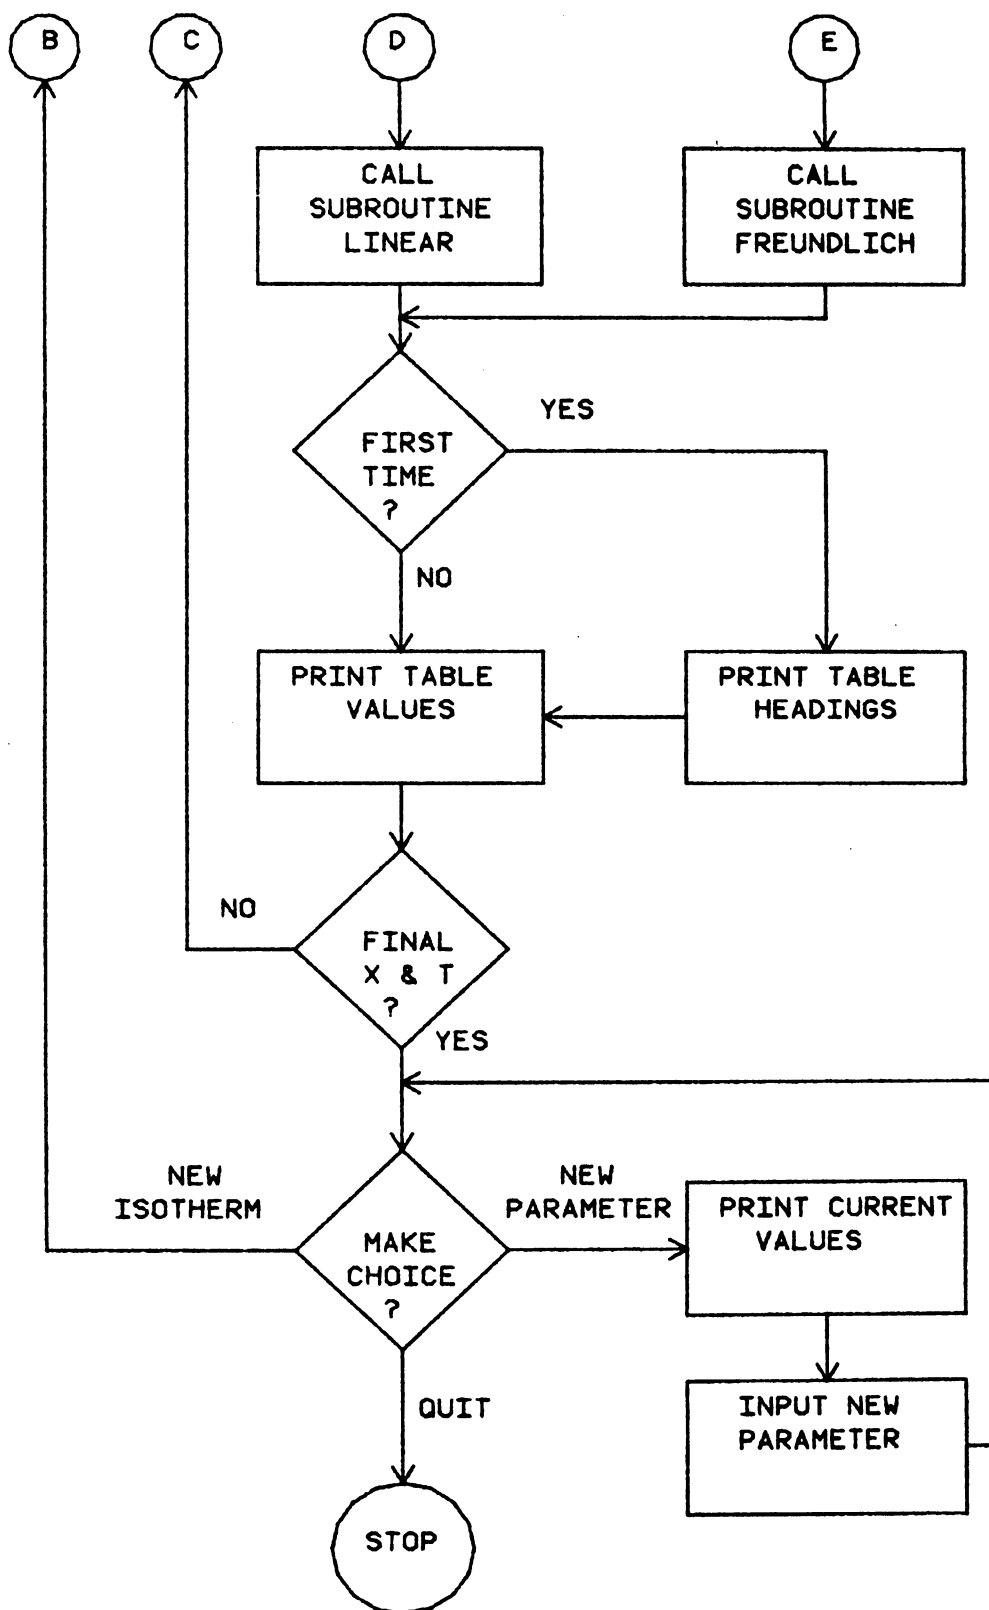 B
C
D
E
CALL
SUBROUTINE
LINEAR
CALL
SUBROUTINE
FREUNDLICH
YES
FIRST
TIME
?
NO
PRINT TABLE
VALUES
PRINT TABLE
HEADINGS
NO
FINAL
X & T
?
YES
NEW
ISOTHERM
NEW
PARAMETER
MAKE
CHOICE
?
PRINT CURRENT
VALUES
QUIT
INPUT NEW
PARAMETER
STOP